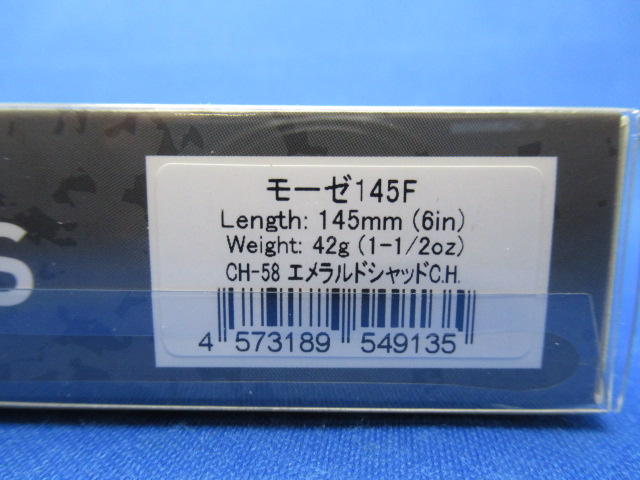 S
モーゼ145F
Length: 145mm (6in)
Weight: 42g (1-1/2oz)
CH-58 エメラルドシャッドC.H.
4 573189 549135